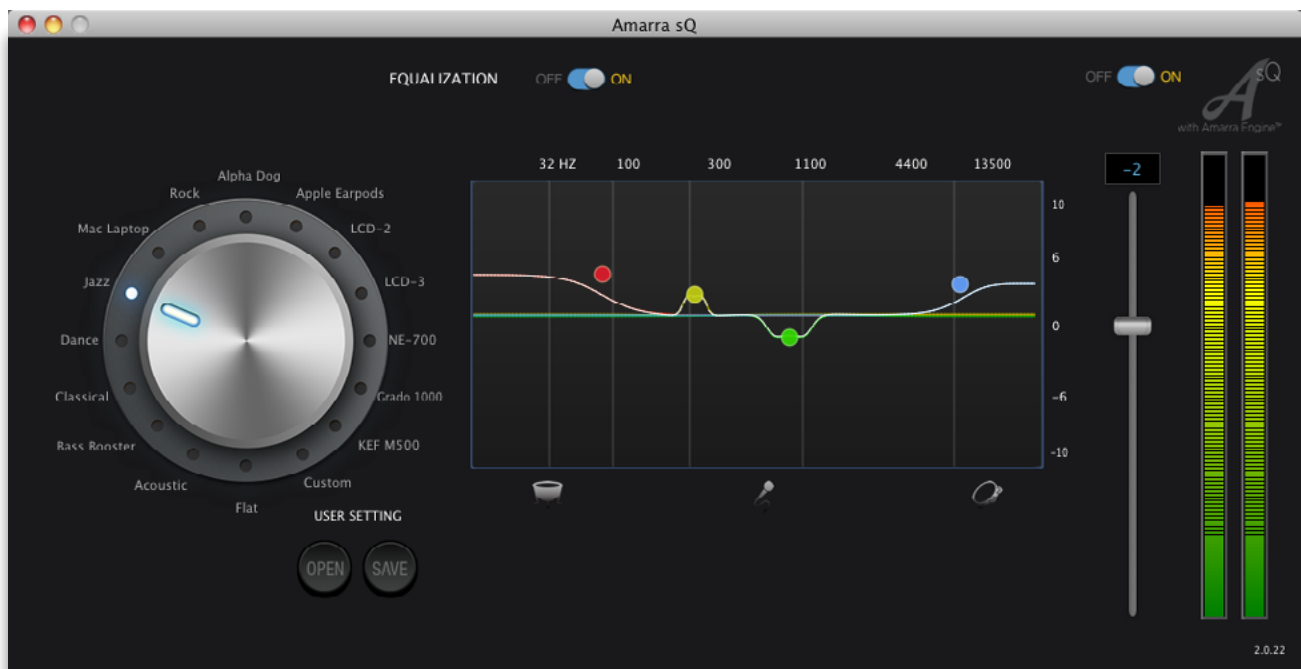 Amarra sQ
EQUALIZATION OFF ON
OFF ON
A sQ
with Amarra Engine™
32 HZ 100 300 1100 4400 13500
-2
10
6
0
-6
-10
Alpha Dog
Rock
Apple Earpods
Mac Laptop
LCD-2
Jazz
LCD-3
Dance
NE-700
Classical
Grado 1000
Bass Booster
KEF M500
Acoustic
Custom
Flat
USER SETTING
OPEN SAVE
2.0.22